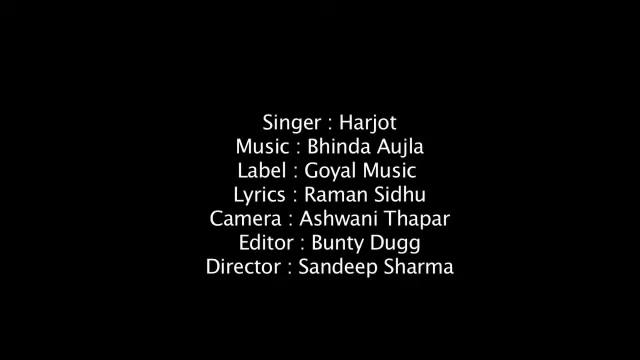 Singer : Harjot
Music : Bhinda Aujla
Label : Goyal Music
Lyrics : Raman Sidhu
Camera : Ashwani Thapar
Editor : Bunty Dugg
Director : Sandeep Sharma